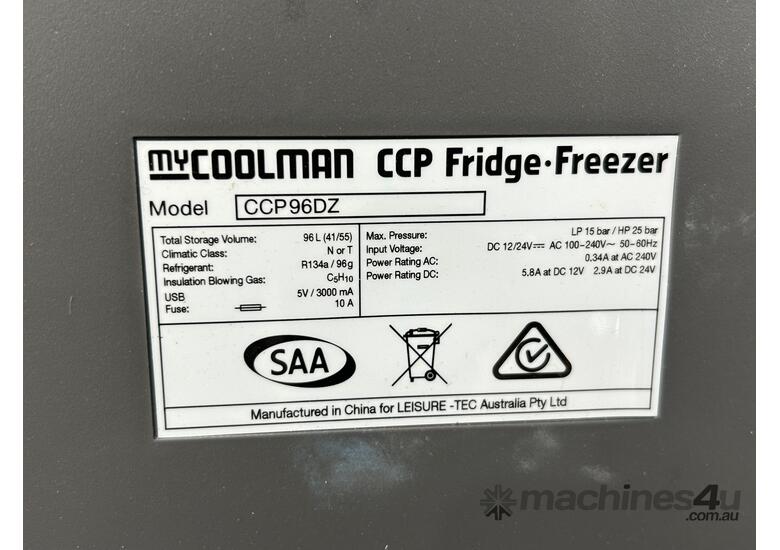 myCOOLMAN CCP Fridge·Freezer
Model CCP96DZ
Total Storage Volume: 96 L (41/55)
Climatic Class: N or T
Refrigerant: R134a / 96g
Insulation Blowing Gas: C5H10
USB 5V / 3000 mA
Fuse: 10 A
Max. Pressure: LP 15 bar / HP 25 bar
Input Voltage: DC 12/24V⎓ AC 100-240V~ 50-60Hz
Power Rating AC: 0.34A at AC 240V
Power Rating DC: 5.8A at DC 12V 2.9A at DC 24V
SAA
Manufactured in China for LEISURE -TEC Australia Pty Ltd
machines4u
.com.au